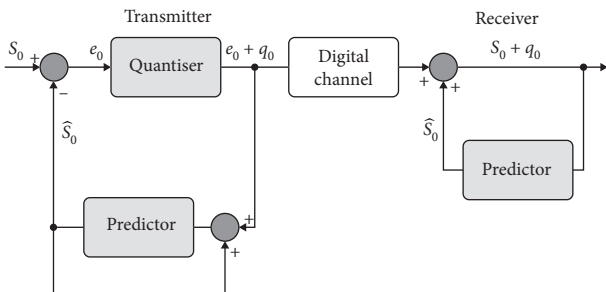 Transmitter
Receiver
S₀ + e₀ Quantiser e₀ + q₀ Digital channel + + S₀ + q₀
−
Ŝ₀
Ŝ₀
Predictor
Predictor +
+